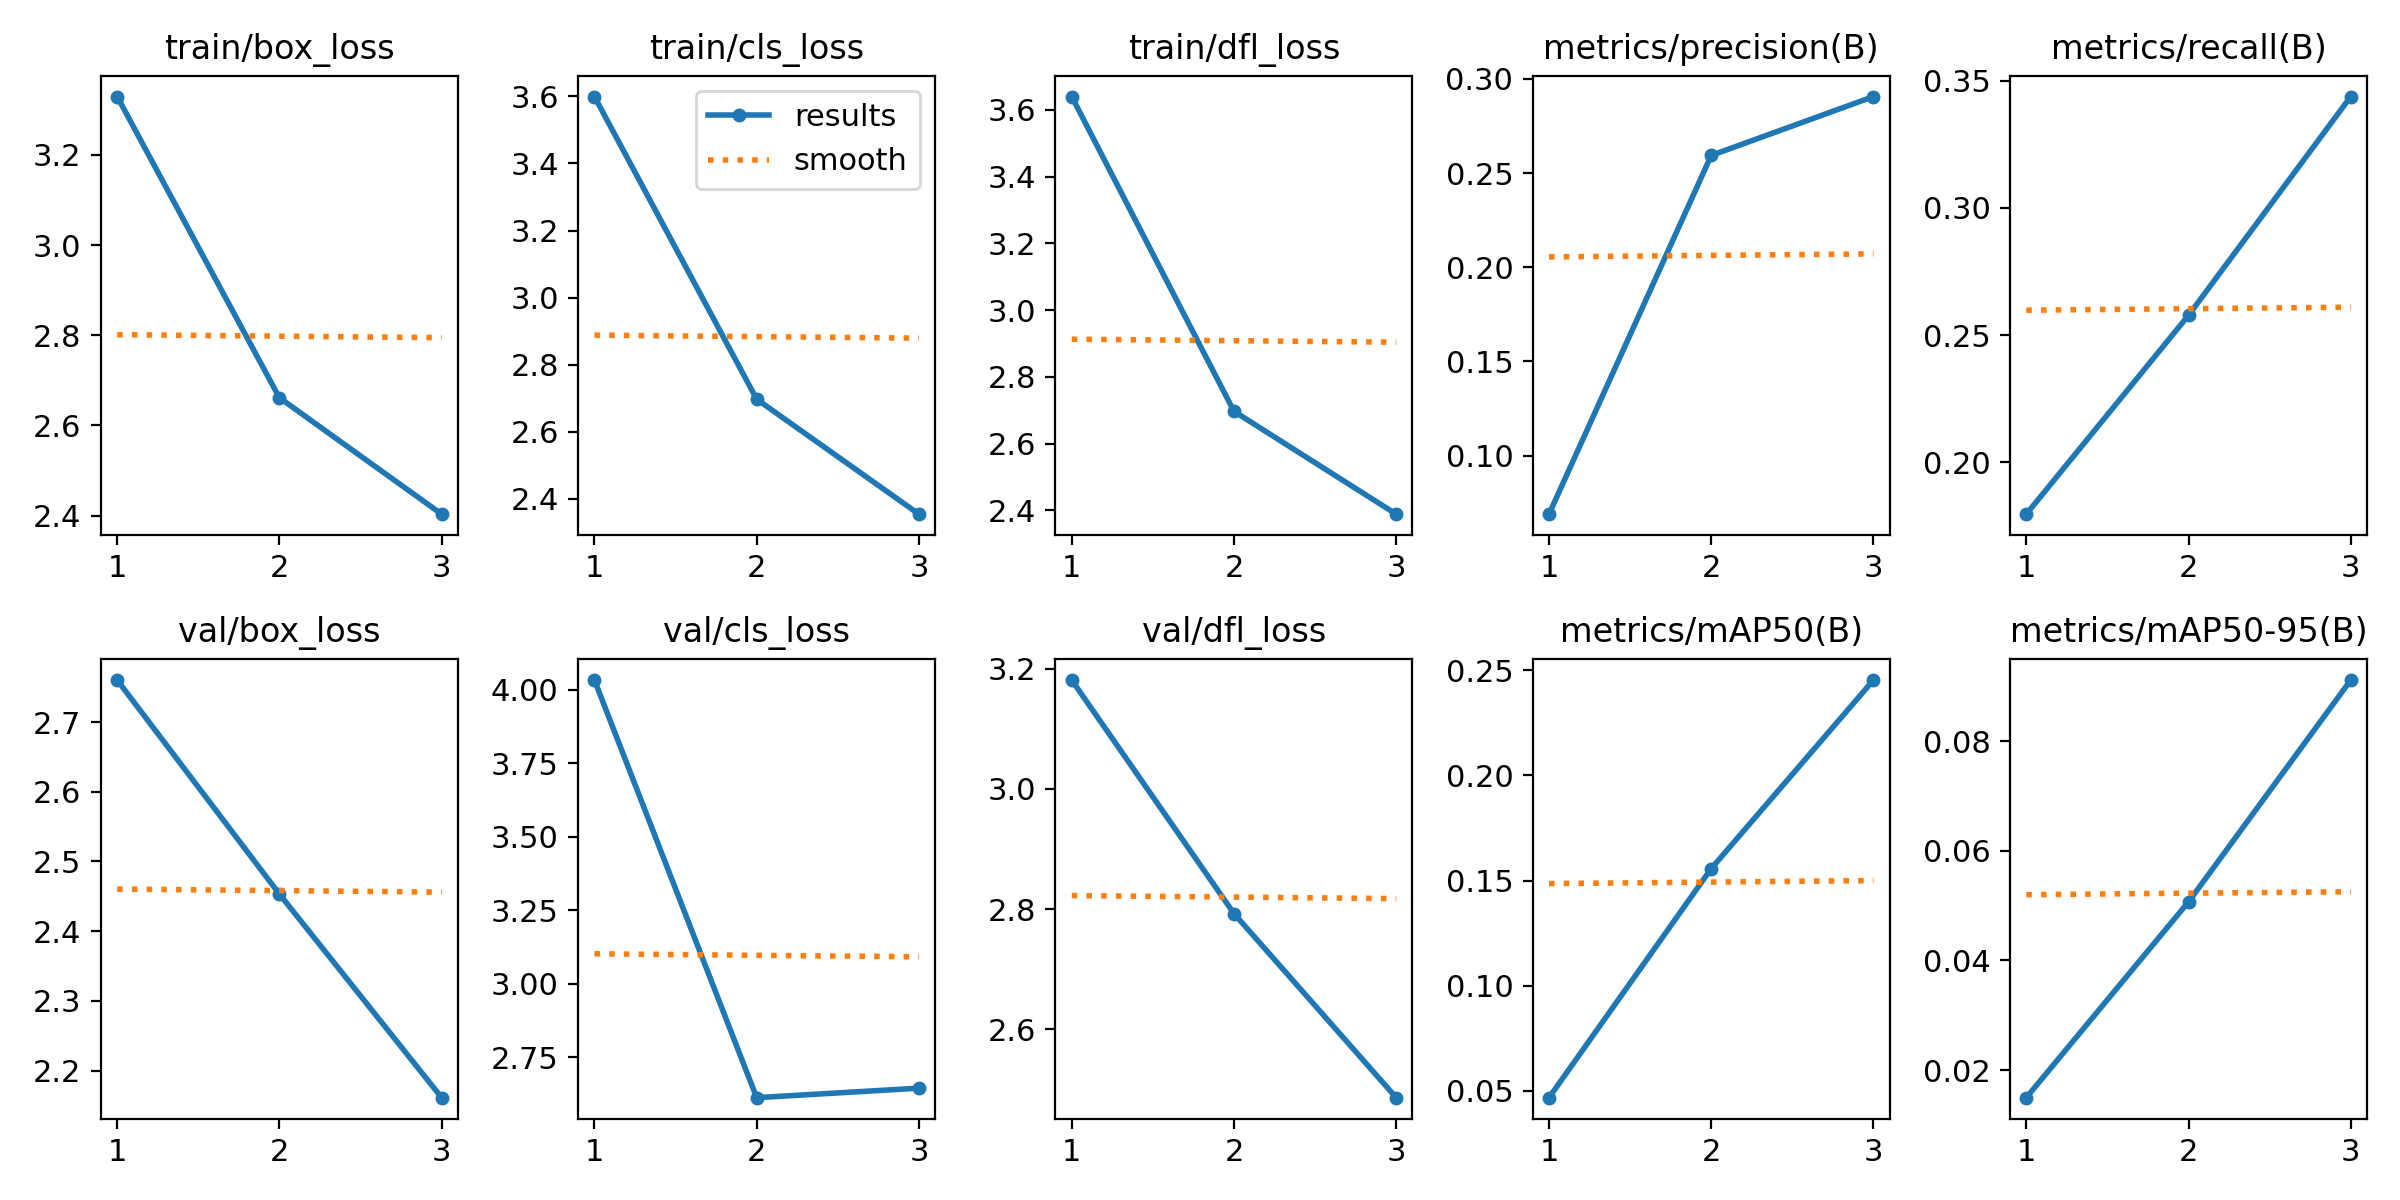 train/box_loss
train/cls_loss
train/dfl_loss
metrics/precision(B)
metrics/recall(B)
3.2
3.0
2.8
2.6
2.4
1 2 3
3.6
3.4
3.2
3.0
2.8
2.6
2.4
results
smooth
1 2 3
3.6
3.4
3.2
3.0
2.8
2.6
2.4
1 2 3
0.30
0.25
0.20
0.15
0.10
1 2 3
0.35
0.30
0.25
0.20
1 2 3
val/box_loss
val/cls_loss
val/dfl_loss
metrics/mAP50(B)
metrics/mAP50-95(B)
2.7
2.6
2.5
2.4
2.3
2.2
1 2 3
4.00
3.75
3.50
3.25
3.00
2.75
1 2 3
3.2
3.0
2.8
2.6
1 2 3
0.25
0.20
0.15
0.10
0.05
1 2 3
0.08
0.06
0.04
0.02
1 2 3